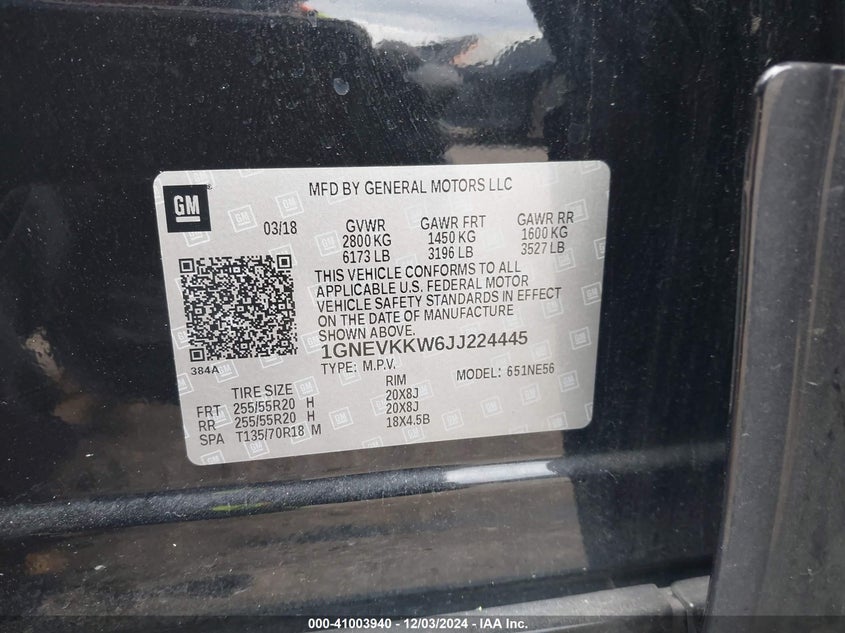 GM
MFD BY GENERAL MOTORS LLC
03/18
GVWR GAWR FRT GAWR RR
2800 KG 1450 KG 1600 KG
6173 LB 3196 LB 3527 LB
THIS VEHICLE CONFORMS TO ALL
APPLICABLE U.S. FEDERAL MOTOR
VEHICLE SAFETY STANDARDS IN EFFECT
ON THE DATE OF MANUFACTURE
SHOWN ABOVE.
384A
1GNEVKKW6JJ224445
TYPE: M.P.V. MODEL: 651NE56
TIRE SIZE RIM
FRT 255/55R20 H 20X8J
RR 255/55R20 H 20X8J
SPA T135/70R18 M 18X4.5B
000-41003940 - 12/03/2024 - IAA Inc.